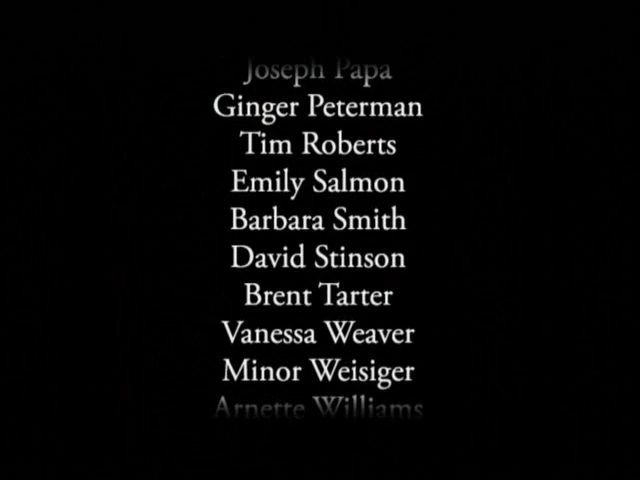 Joseph Papa
Ginger Peterman
Tim Roberts
Emily Salmon
Barbara Smith
David Stinson
Brent Tarter
Vanessa Weaver
Minor Weisiger
Arnette Williams